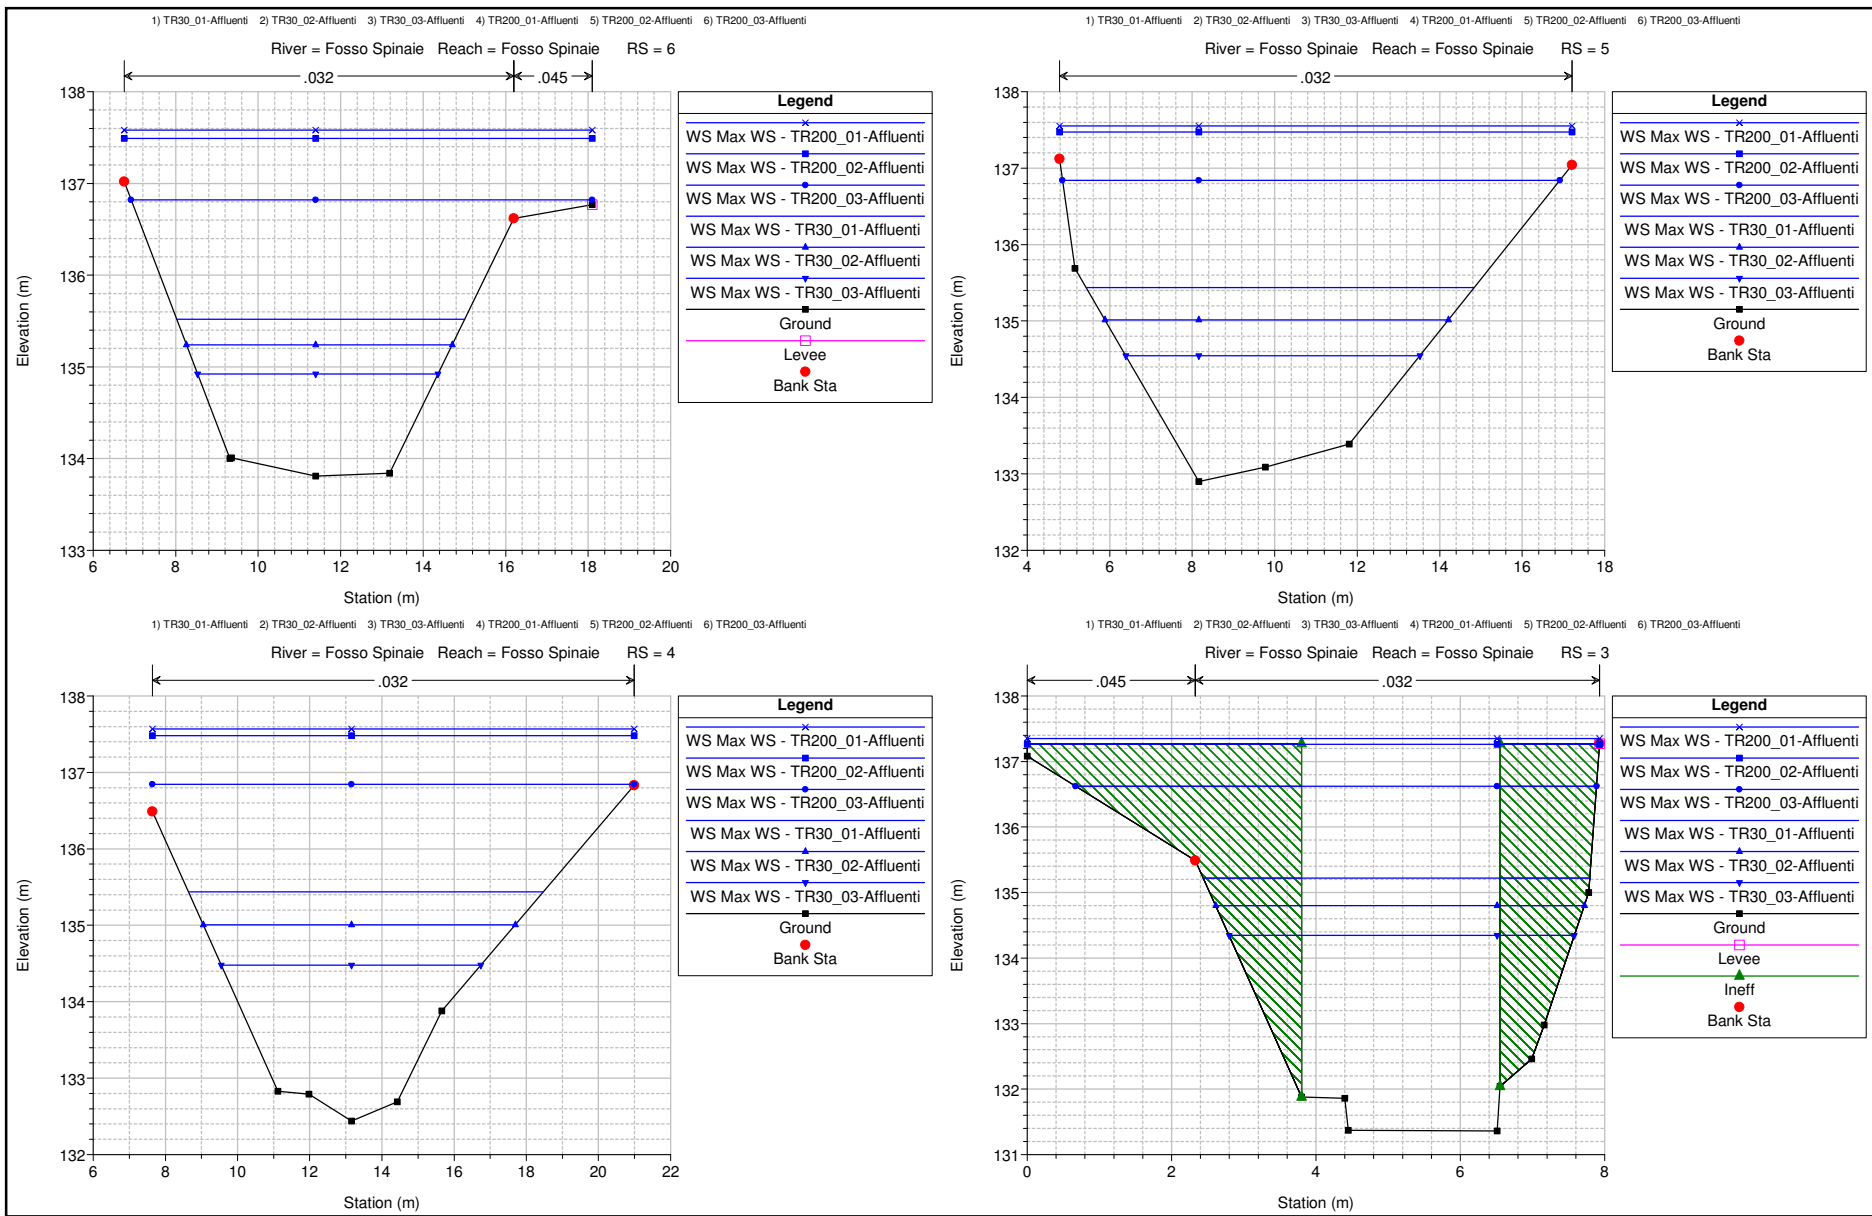 1) TR30_01-Affluenti 2) TR30_02-Affluenti 3) TR30_03-Affluenti 4) TR200_01-Affluenti 5) TR200_02-Affluenti 6) TR200_03-Affluenti
River = Fosso Spinaie Reach = Fosso Spinaie RS = 6
.032 .045
138
137
136
135
134
133
6 8 10 12 14 16 18 20
Elevation (m)
Station (m)
Legend
WS Max WS - TR200_01-Affluenti
WS Max WS - TR200_02-Affluenti
WS Max WS - TR200_03-Affluenti
WS Max WS - TR30_01-Affluenti
WS Max WS - TR30_02-Affluenti
WS Max WS - TR30_03-Affluenti
Ground
Levee
Bank Sta
1) TR30_01-Affluenti 2) TR30_02-Affluenti 3) TR30_03-Affluenti 4) TR200_01-Affluenti 5) TR200_02-Affluenti 6) TR200_03-Affluenti
River = Fosso Spinaie Reach = Fosso Spinaie RS = 5
.032
138
137
136
135
134
133
132
4 6 8 10 12 14 16 18
Elevation (m)
Station (m)
Legend
WS Max WS - TR200_01-Affluenti
WS Max WS - TR200_02-Affluenti
WS Max WS - TR200_03-Affluenti
WS Max WS - TR30_01-Affluenti
WS Max WS - TR30_02-Affluenti
WS Max WS - TR30_03-Affluenti
Ground
Bank Sta
1) TR30_01-Affluenti 2) TR30_02-Affluenti 3) TR30_03-Affluenti 4) TR200_01-Affluenti 5) TR200_02-Affluenti 6) TR200_03-Affluenti
River = Fosso Spinaie Reach = Fosso Spinaie RS = 4
.032
138
137
136
135
134
133
132
6 8 10 12 14 16 18 20 22
Elevation (m)
Station (m)
Legend
WS Max WS - TR200_01-Affluenti
WS Max WS - TR200_02-Affluenti
WS Max WS - TR200_03-Affluenti
WS Max WS - TR30_01-Affluenti
WS Max WS - TR30_02-Affluenti
WS Max WS - TR30_03-Affluenti
Ground
Bank Sta
1) TR30_01-Affluenti 2) TR30_02-Affluenti 3) TR30_03-Affluenti 4) TR200_01-Affluenti 5) TR200_02-Affluenti 6) TR200_03-Affluenti
River = Fosso Spinaie Reach = Fosso Spinaie RS = 3
.045 .032
138
137
136
135
134
133
132
131
0 2 4 6 8
Elevation (m)
Station (m)
Legend
WS Max WS - TR200_01-Affluenti
WS Max WS - TR200_02-Affluenti
WS Max WS - TR200_03-Affluenti
WS Max WS - TR30_01-Affluenti
WS Max WS - TR30_02-Affluenti
WS Max WS - TR30_03-Affluenti
Ground
Levee
Ineff
Bank Sta